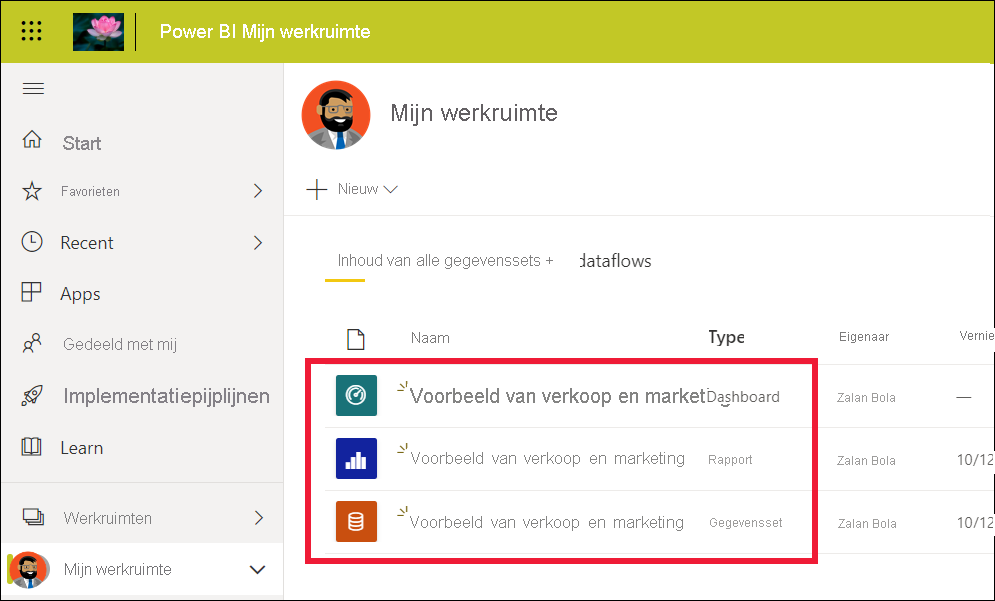 Power BI Mijn werkruimte
Start
Favorieten
Recent
Apps
Gedeeld met mij
Implementatiepijplijnen
Learn
Werkruimten
Mijn werkruimte
Mijn werkruimte
Nieuw
Inhoud van alle gegevenssets + dataflows
Naam Type Eigenaar Vernie
Voorbeeld van verkoop en market Dashboard Zalan Bola —
Voorbeeld van verkoop en marketing Rapport Zalan Bola 10/12
Voorbeeld van verkoop en marketing Gegevensset Zalan Bola 10/12